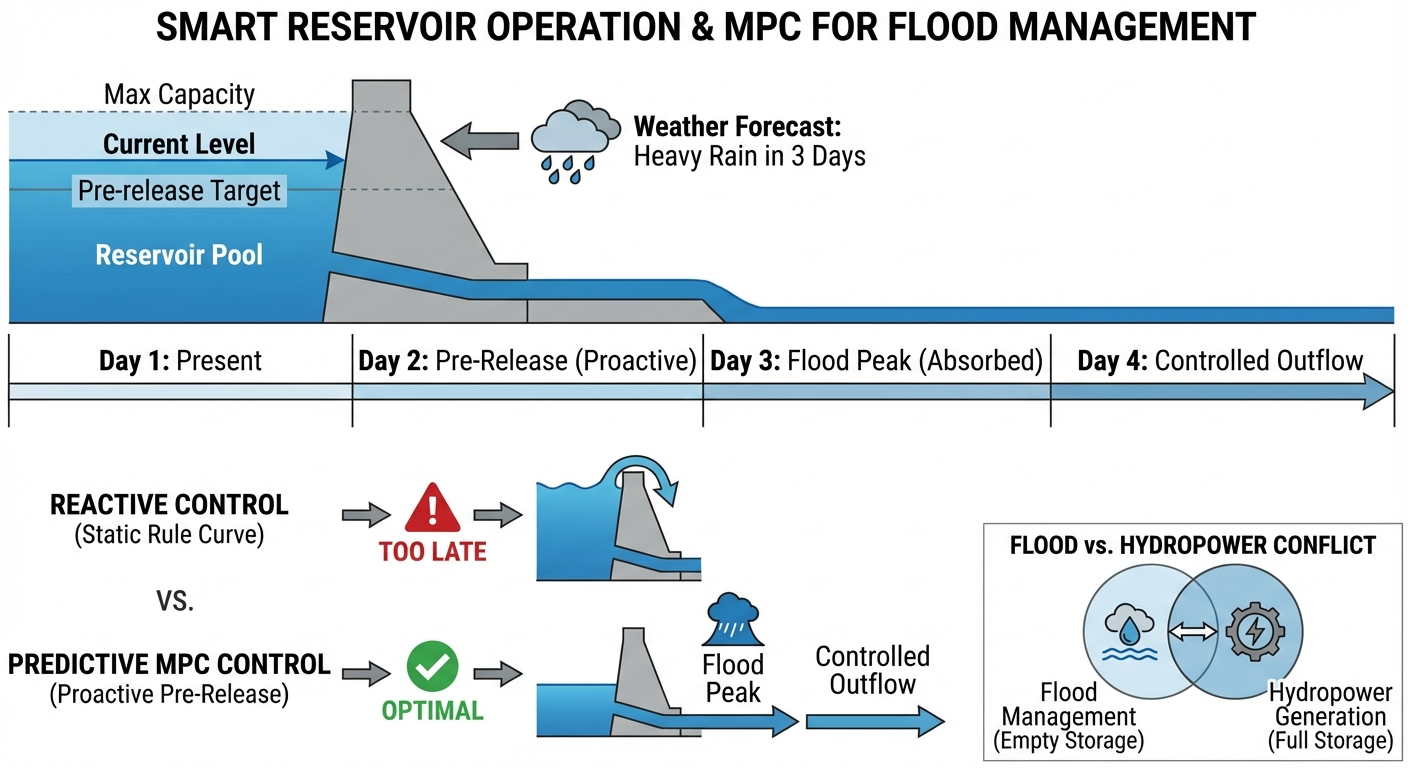 SMART RESERVOIR OPERATION & MPC FOR FLOOD MANAGEMENT
Max Capacity
Current Level
Pre-release Target
Reservoir Pool
Weather Forecast:
Heavy Rain in 3 Days
Day 1: Present
Day 2: Pre-Release (Proactive)
Day 3: Flood Peak (Absorbed)
Day 4: Controlled Outflow
REACTIVE CONTROL
(Static Rule Curve)
TOO LATE
VS.
PREDICTIVE MPC CONTROL
(Proactive Pre-Release)
OPTIMAL
Flood
Peak
Controlled
Outflow
FLOOD vs. HYDROPOWER CONFLICT
Flood
Management
(Empty Storage)
Hydropower
Generation
(Full Storage)